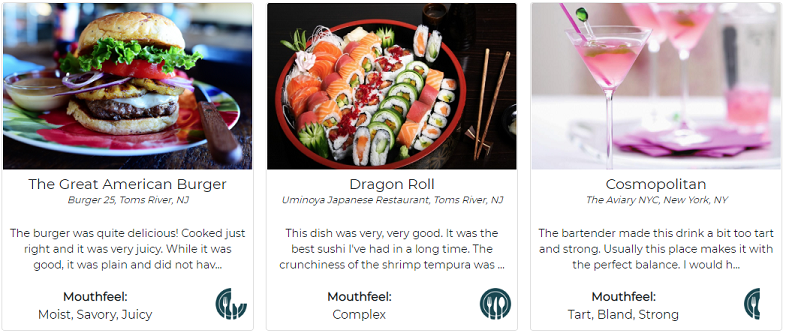 The Great American Burger
Burger 25, Toms River, NJ
The burger was quite delicious! Cooked just
right and it was very juicy. While it was
good, it was plain and did not hav...
Mouthfeel:
Moist, Savory, Juicy
Dragon Roll
Uminoya Japanese Restaurant, Toms River, NJ
This dish was very, very good. It was the
best sushi I've had in a long time. The
crunchiness of the shrimp tempura was ...
Mouthfeel:
Complex
Cosmopolitan
The Aviary NYC, New York, NY
The bartender made this drink a bit too tart
and strong. Usually this place makes it with
the perfect balance. I would h...
Mouthfeel:
Tart, Bland, Strong